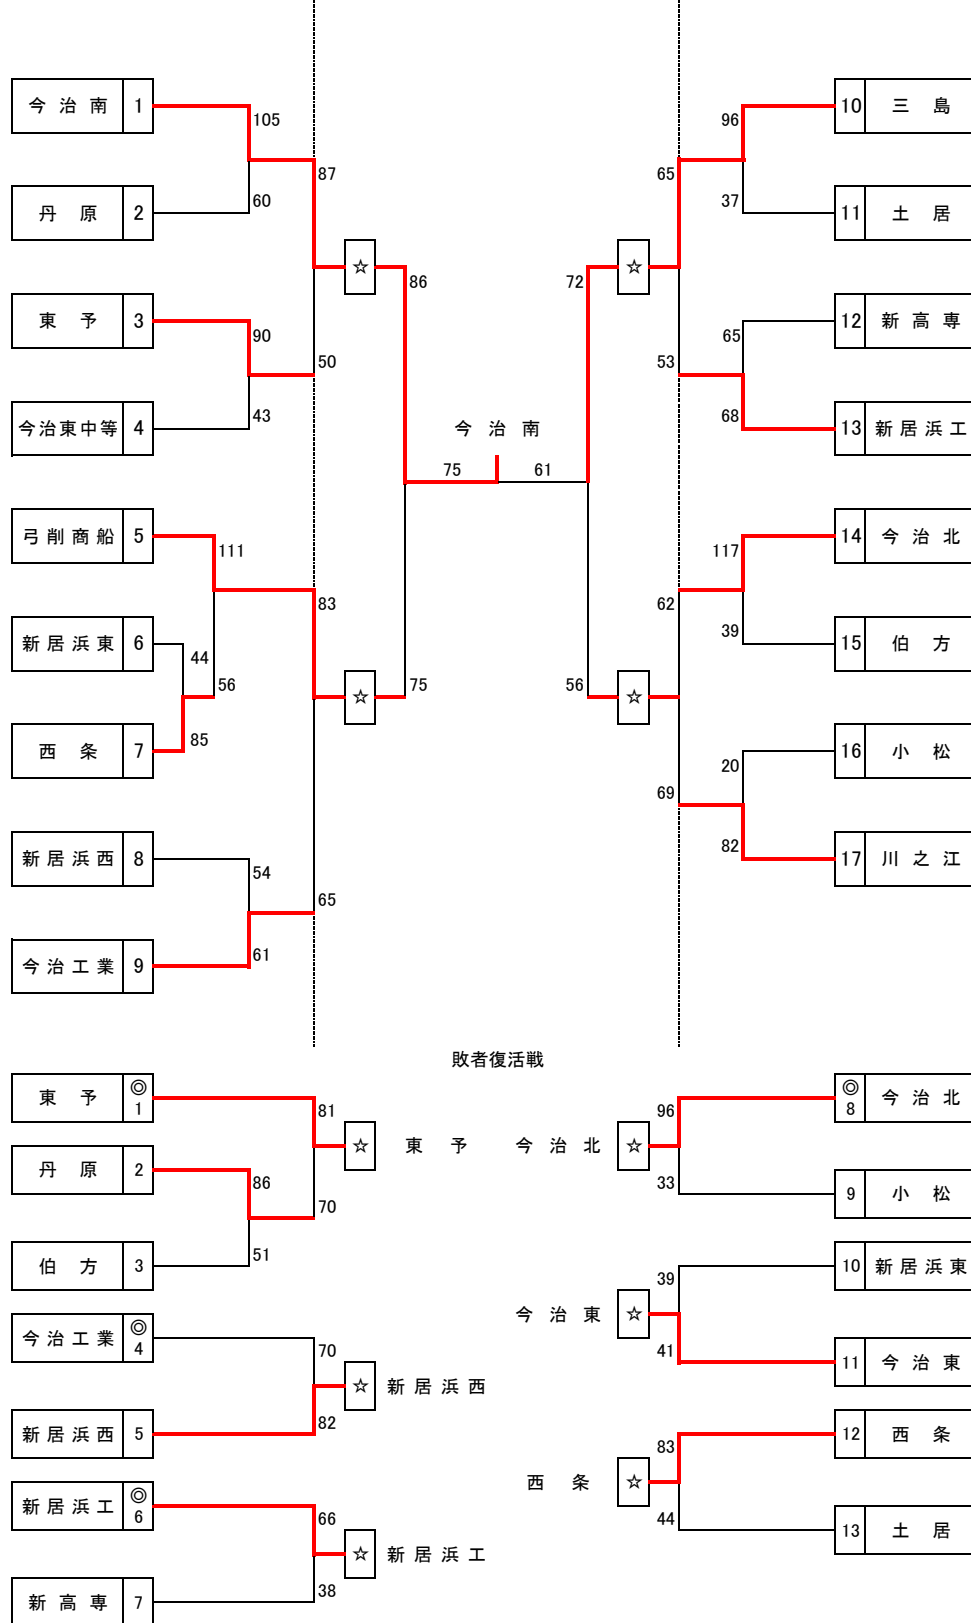 今治南 1
105
87
60
丹原 2
☆
86
東予 3
90
50
43
今治東中等 4
弓削商船 5
111
83
新居浜東 6
44
56
☆
75
西条 7
85
新居浜西 8
54
65
61
今治工業 9
今治南
75 61
10 三島
96
65
37
11 土居
☆
72
12 新高専
65
53
68
13 新居浜工
14 今治北
117
62
39
15 伯方
☆
56
16 小松
20
69
82
17 川之江
敗者復活戦
東予 ◎1
81
☆ 東予
丹原 2
86
70
51
伯方 3
今治工業 ◎4
70
☆ 新居浜西
82
新居浜西 5
新居浜工 ◎6
66
☆ 新居浜工
38
新高専 7
◎8 今治北
96
今治北 ☆
33
9 小松
10 新居浜東
39
今治東 ☆
41
11 今治東
12 西条
83
西条 ☆
44
13 土居